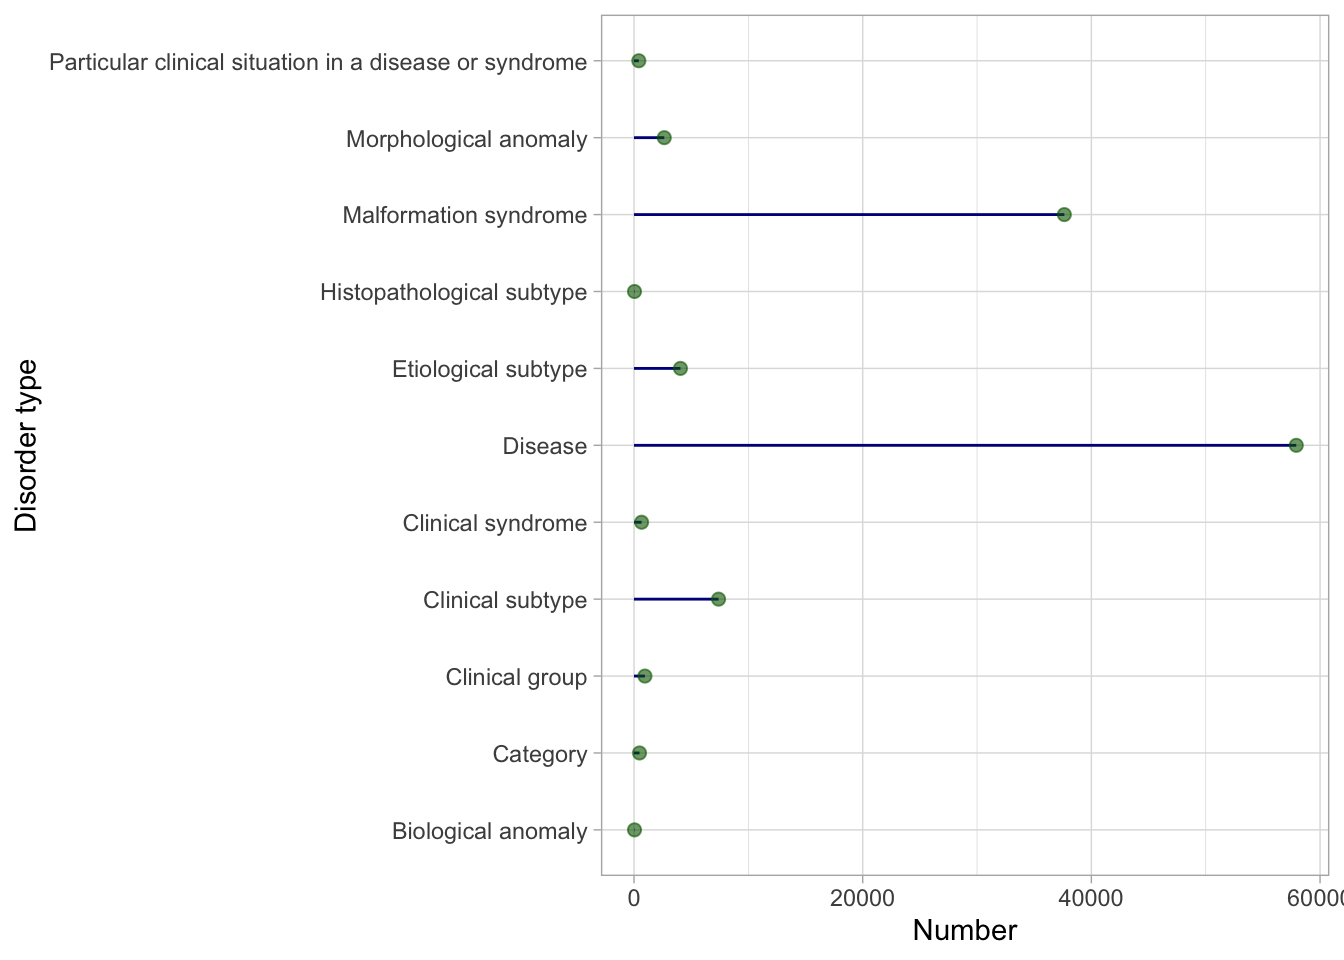 Particular clinical situation in a disease or syndrome
Morphological anomaly
Malformation syndrome
Histopathological subtype
Etiological subtype
Disease
Clinical syndrome
Clinical subtype
Clinical group
Category
Biological anomaly
Disorder type
0 20000 40000 60000
Number